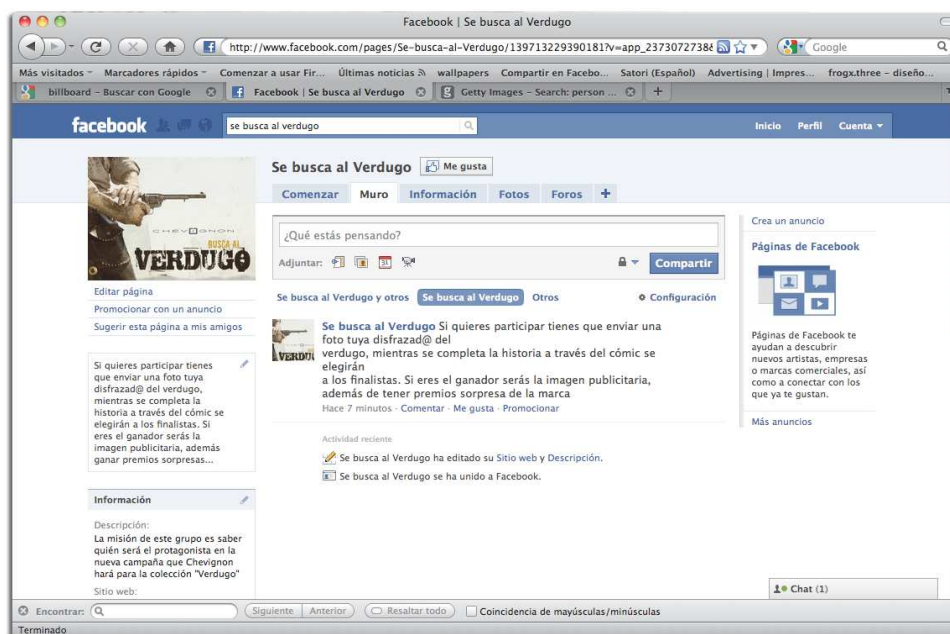 Facebook | Se busca al Verdugo
http://www.facebook.com/pages/Se-busca-al-Verdugo/139713229390181?v=app_2373072738&
Google
Más visitados
Marcadores rápidos
Comenzar a usar Fir...
Últimas noticias
wallpapers
Compartir en Facebo...
Satori (Español)
Advertising | Impres...
frogx.three – diseño...
billboard – Buscar con Google
Facebook | Se busca al Verdugo
Getty Images – Search: person ...
facebook
se busca al verdugo
Inicio Perfil Cuenta
CHEVIGNON
BUSCA AL
VERDUGO
Editar página
Promocionar con un anuncio
Sugerir esta página a mis amigos
Si quieres participar tienes
que enviar una foto tuya
disfrazad@ del verdugo,
mientras se completa la
historia a través del cómic se
elegirán a los finalistas. Si
eres el ganador serás la
imagen publicitaria, además
ganar premios sorpresas...
Información
Descripción:
La misión de este grupo es saber
quién será el protagonista en la
nueva campaña que Chevignon
hará para la colección "Verdugo"
Sitio web:
Se busca al Verdugo
Me gusta
Comenzar Muro Información Fotos Foros +
¿Qué estás pensando?
Adjuntar:
31
Compartir
Se busca al Verdugo y otros Se busca al Verdugo Otros
Configuración
VERDU
Se busca al Verdugo Si quieres participar tienes que enviar una
foto tuya disfrazad@ del
verdugo, mientras se completa la historia a través del cómic se
elegirán
a los finalistas. Si eres el ganador serás la imagen publicitaria,
además de tener premios sorpresa de la marca
Hace 7 minutos · Comentar · Me gusta · Promocionar
Actividad reciente
Se busca al Verdugo ha editado su Sitio web y Descripción.
Se busca al Verdugo se ha unido a Facebook.
Crea un anuncio
Páginas de Facebook
Páginas de Facebook te
ayudan a descubrir
nuevos artistas, empresas
o marcas comerciales, así
como a conectar con los
que ya te gustan.
Más anuncios
Chat (1)
Encontrar:
Siguiente Anterior
Resaltar todo
Coincidencia de mayúsculas/minúsculas
Terminado